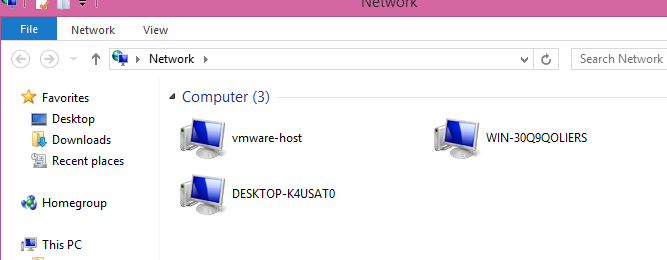 Network
File Network View
Network
Search Network
Favorites
Desktop
Downloads
Recent places
Homegroup
This PC
Computer (3)
vmware-host
WIN-30Q9QOLIERS
DESKTOP-K4USAT0